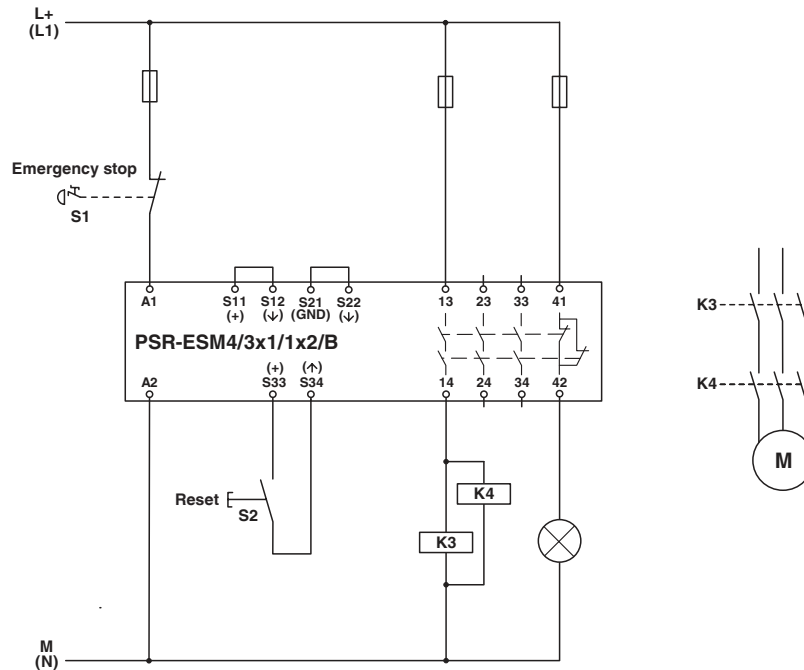 L+
(L1)
Emergency stop
S1
A1 S11 S12 S21 S22 13 23 33 41
(+) (↓) (GND) (↓)
PSR-ESM4/3x1/1x2/B
(+) (↑)
A2 S33 S34 14 24 34 42
K3
K4
M
Reset
S2
K4
K3
M
(N)